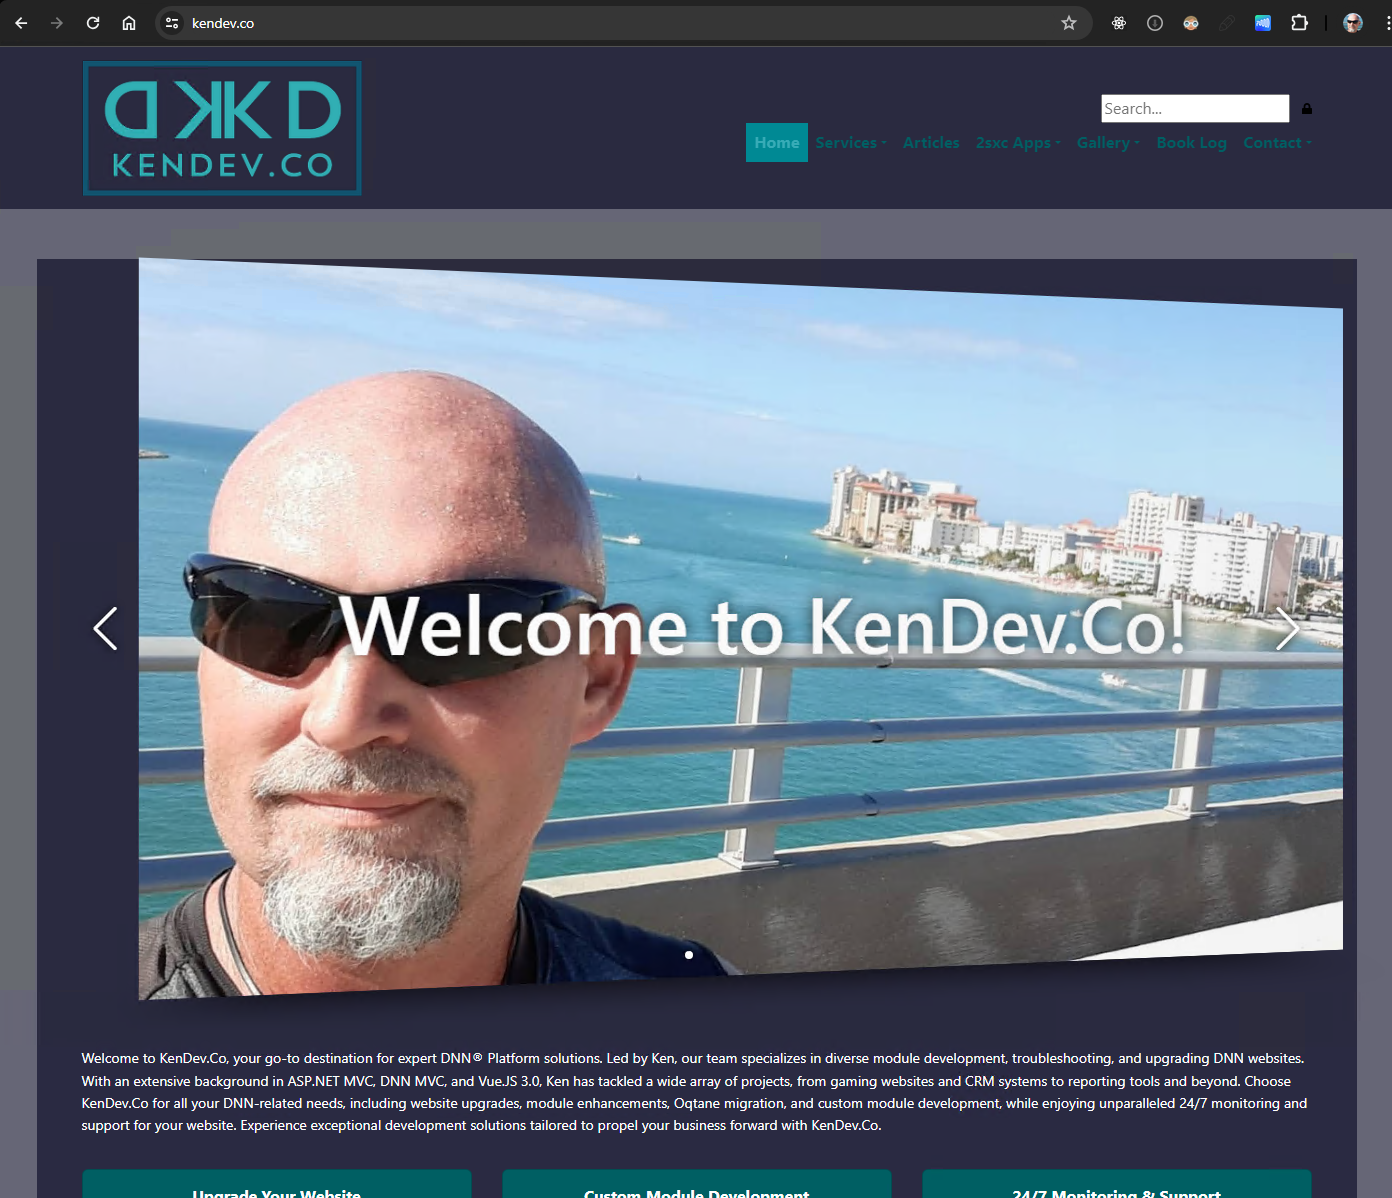 kendev.co
DKKD
KENDEV.CO
Search...
Home Services Articles 2sxc Apps Gallery Book Log Contact
Welcome to KenDev.Co!
Welcome to KenDev.Co, your go-to destination for expert DNN® Platform solutions. Led by Ken, our team specializes in diverse module development, troubleshooting, and upgrading DNN websites.
With an extensive background in ASP.NET MVC, DNN MVC, and Vue.JS 3.0, Ken has tackled a wide array of projects, from gaming websites and CRM systems to reporting tools and beyond. Choose
KenDev.Co for all your DNN-related needs, including website upgrades, module enhancements, Oqtane migration, and custom module development, while enjoying unparalleled 24/7 monitoring and
support for your website. Experience exceptional development solutions tailored to propel your business forward with KenDev.Co.
Upgrade Your Website Custom Module Development 24/7 Monitoring & Support